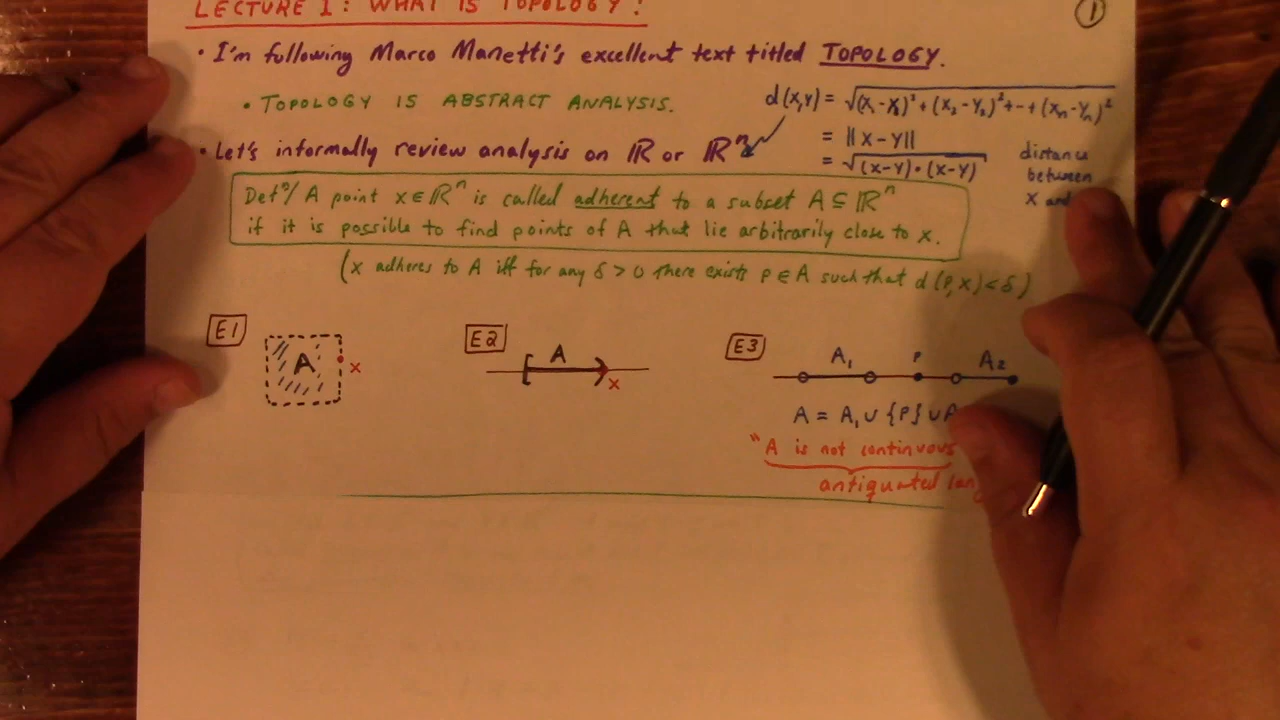 LECTURE 1: WHAT IS TOPOLOGY?
①
• I'm following Marco Manetti's excellent text titled TOPOLOGY.
• TOPOLOGY IS ABSTRACT ANALYSIS.
d(x,y) = √(x₁-y₁)²+(x₂-y₂)²+--+(xₙ-yₙ)²
= ‖x-y‖
= √(x-y)•(x-y)
distance
between
x and
• Let's informally review analysis on ℝ or ℝⁿ
Defⁿ/ A point x∈ℝⁿ is called adherent to a subset A⊆ℝⁿ
if it is possible to find points of A that lie arbitrarily close to x.
(x adheres to A iff for any δ>0 there exists p∈A such that d(p,x)<δ)
E1
A
x
E2
A
x
E3
A₁ P A₂
A = A₁ ∪ {P} ∪
"A is not continuous
antiquated